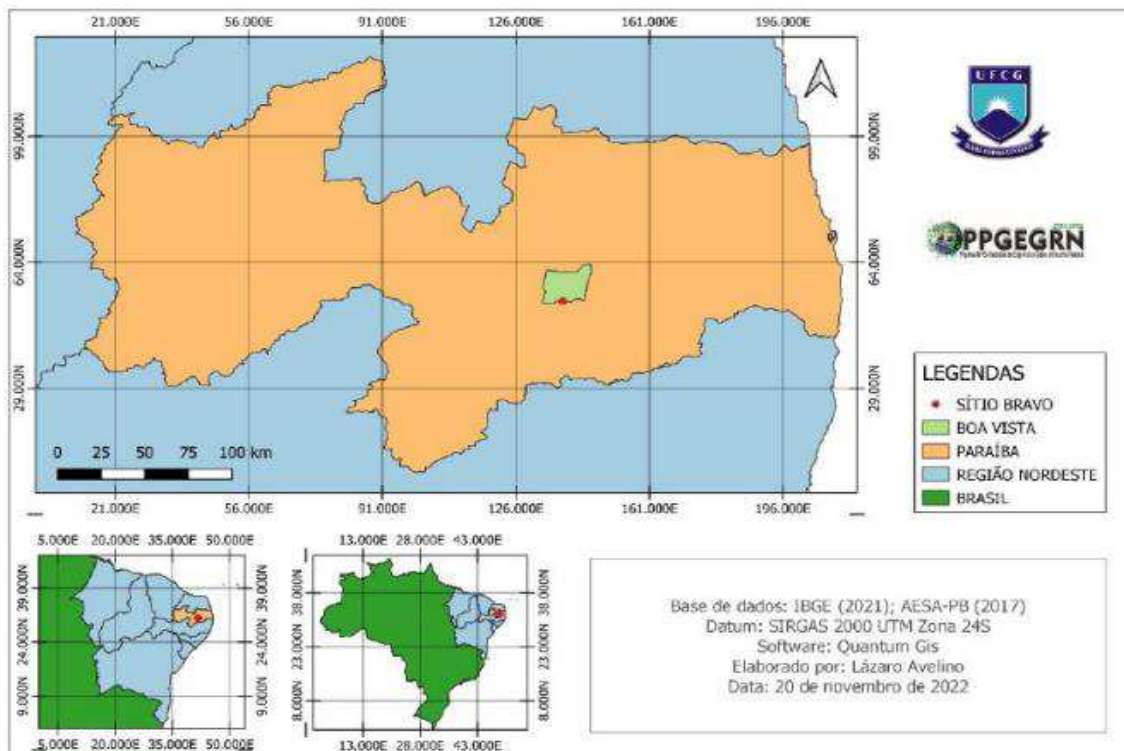 21.000E 56.000E 91.000E 126.000E 161.000E 196.000E
99.000N 99.000N
64.000N 64.000N
29.000N 29.000N
0 25 50 75 100 km
21.000E 56.000E 91.000E 126.000E 161.000E 196.000E
UFCG
PPGEGRN
LEGENDAS
SÍTIO BRAVO
BOA VISTA
PARAÍBA
REGIÃO NORDESTE
BRASIL
5.000E 20.000E 35.000E 50.000E
39.000N 39.000N
24.000N 24.000N
9.000N 9.000N
5.000E 20.000E 35.000E 50.000E
13.000E 28.000E 43.000E
38.000N 38.000N
23.000N 23.000N
8.000N 8.000N
13.000E 28.000E 43.000E
Base de dados: IBGE (2021); AESA-PB (2017)
Datum: SIRGAS 2000 UTM Zona 24S
Software: Quantum Gis
Elaborado por: Lázaro Avelino
Data: 20 de novembro de 2022